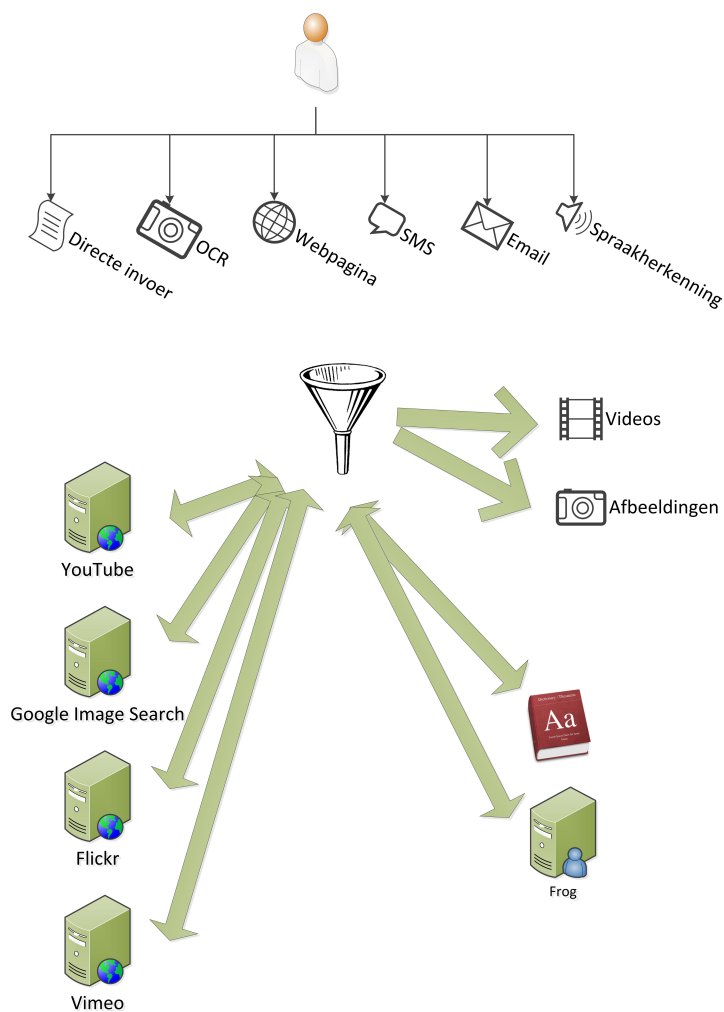 Directe invoer
OCR
Webpagina
SMS
Email
Spraakherkenning
Videos
Afbeeldingen
YouTube
Google Image Search
Flickr
Vimeo
Aa
Frog